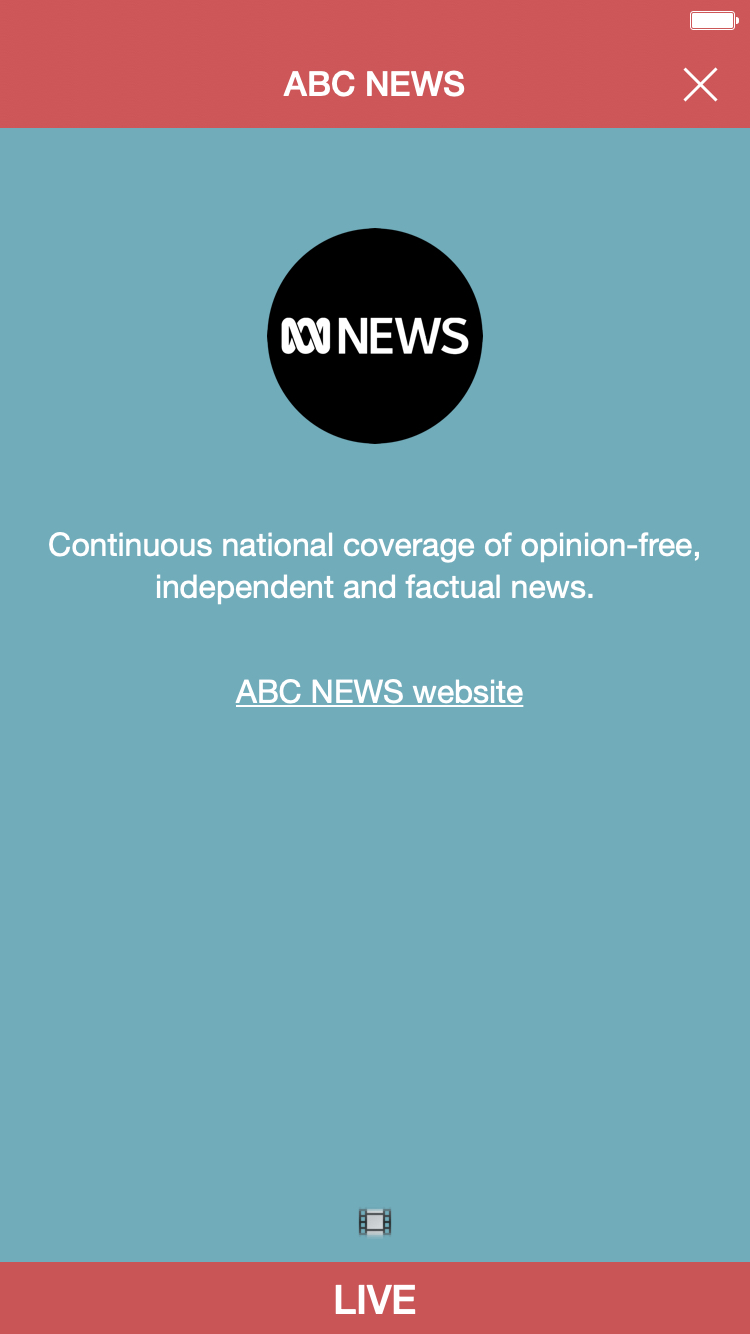 ABC NEWS
NEWS
Continuous national coverage of opinion-free,
independent and factual news.
ABC NEWS website
LIVE